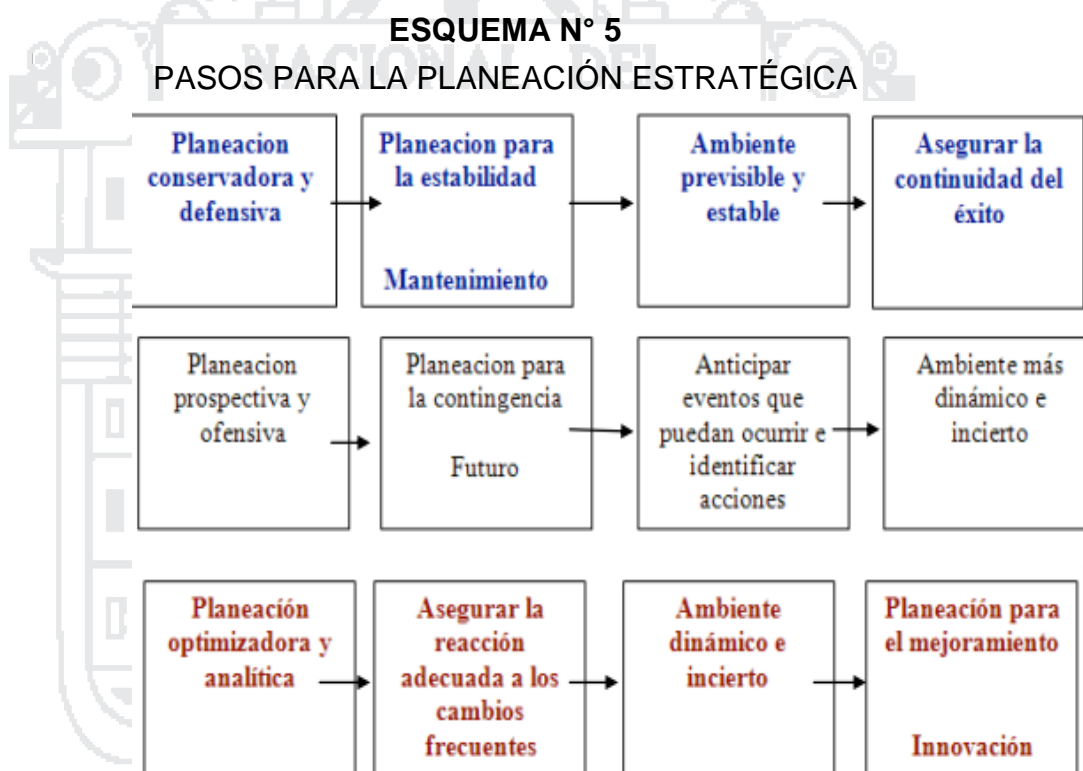 ESQUEMA N° 5
NACIONAL DEL
PASOS PARA LA PLANEACIÓN ESTRATÉGICA
Planeacion
conservadora y
defensiva
Planeacion para
la estabilidad
Mantenimiento
Ambiente
previsible y
estable
Asegurar la
continuidad del
éxito
Planeacion
prospectiva y
ofensiva
Planeacion para
la contingencia
Futuro
Anticipar
eventos que
puedan ocurrir e
identificar
acciones
Ambiente más
dinámico e
incierto
Planeación
optimizadora y
analítica
Asegurar la
reacción
adecuada a los
cambios
frecuentes
Ambiente
dinámico e
incierto
Planeación para
el mejoramiento
Innovación